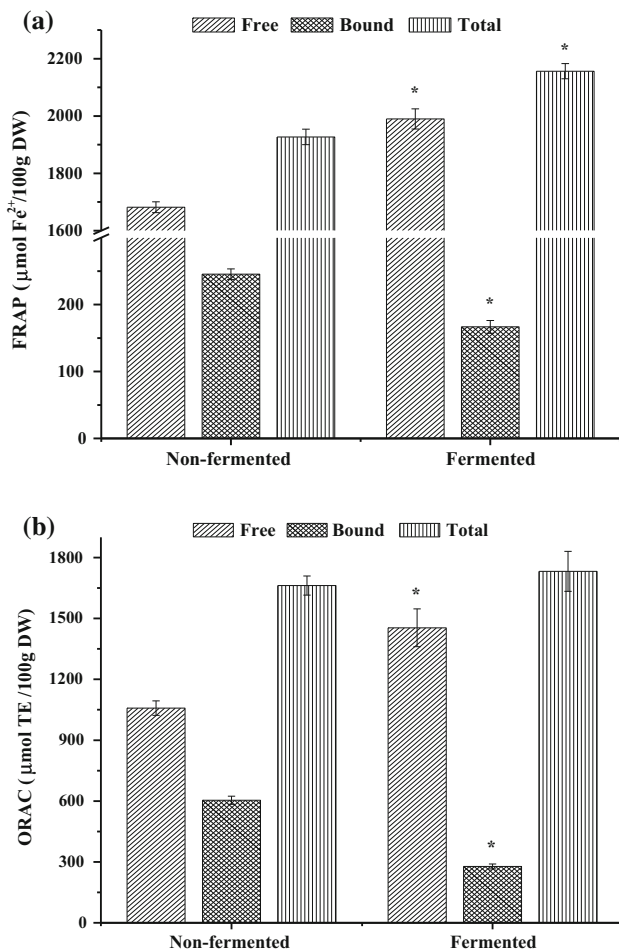 (a)
Free Bound Total
2200
2000
1800
1600
200
100
0
FRAP ( μmol Fe²⁺/100g DW)
*
*
*
Non-fermented Fermented
(b)
Free Bound Total
1800
1500
1200
900
600
300
0
ORAC ( μmol TE /100g DW)
*
*
Non-fermented Fermented